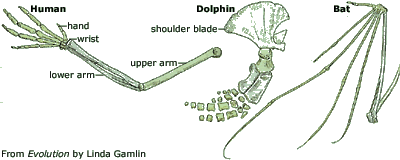 Human
Dolphin
Bat
hand
wrist
lower arm
upper arm
shoulder blade
From Evolution by Linda Gamlin